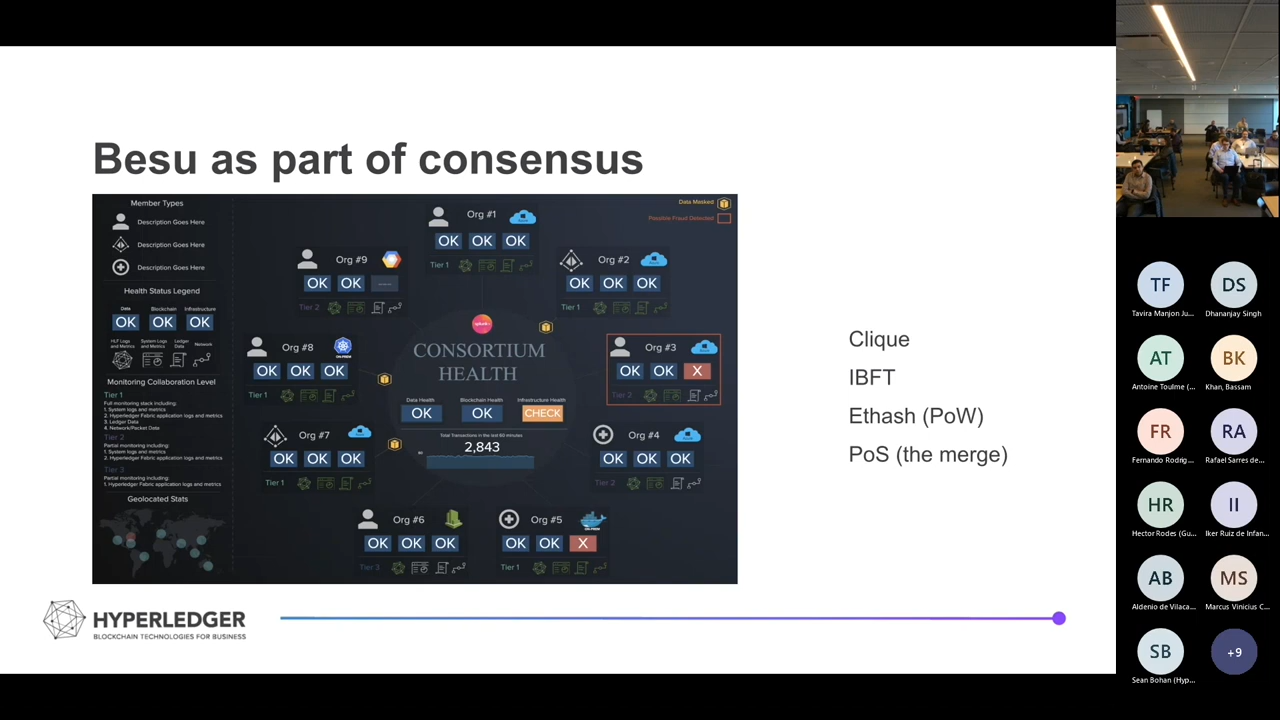 Besu as part of consensus
Member Types
Description Goes Here
Description Goes Here
Description Goes Here
Health Status Legend
Data Blockchain Infrastructure
OK OK OK
HLF Logs and Metrics System Logs and Metrics Ledger Data Network
Monitoring Collaboration Level
Tier 1
Full monitoring stack including:
1. System logs and metrics
2. Hyperledger Fabric application logs and metrics
3. Ledger Data
4. Network/Packet Data
Tier 2
Partial monitoring including:
1. System logs and metrics
2. Hyperledger Fabric application logs and metrics
Tier 3
Partial monitoring including:
1. Hyperledger Fabric application logs and metrics
Geolocated Stats
Data Masked
Possible Fraud Detected
Org #1
OK OK OK
Tier 1
Org #9
OK OK
Tier 2
Org #2
OK OK OK
Tier 1
Org #8
ON-PREM
OK OK OK
Tier 1
Org #3
OK OK X
Tier 2
splunk>
CONSORTIUM
HEALTH
Data Health Blockchain Health Infrastructure Health
OK OK CHECK
Total Transactions in the last 60 minutes
2,843
Org #7
OK OK OK
Tier 1
Org #4
OK OK OK
Tier 2
Org #6
OK OK OK
Tier 3
Org #5
ON-PREM
OK OK X
Tier 1
Clique
IBFT
Ethash (PoW)
PoS (the merge)
HYPERLEDGER
BLOCKCHAIN TECHNOLOGIES FOR BUSINESS
TF DS
Tavira Manjon Ju... Dhananjay Singh
AT BK
Antoine Toulme (... Khan, Bassam
FR RA
Fernando Rodrig... Rafael Sarres de...
HR II
Hector Rodes (Gu... Iker Ruiz de Infan...
AB MS
Aldenio de Vilaca... Marcus Vinicius C...
SB +9
Sean Bohan (Hyp...